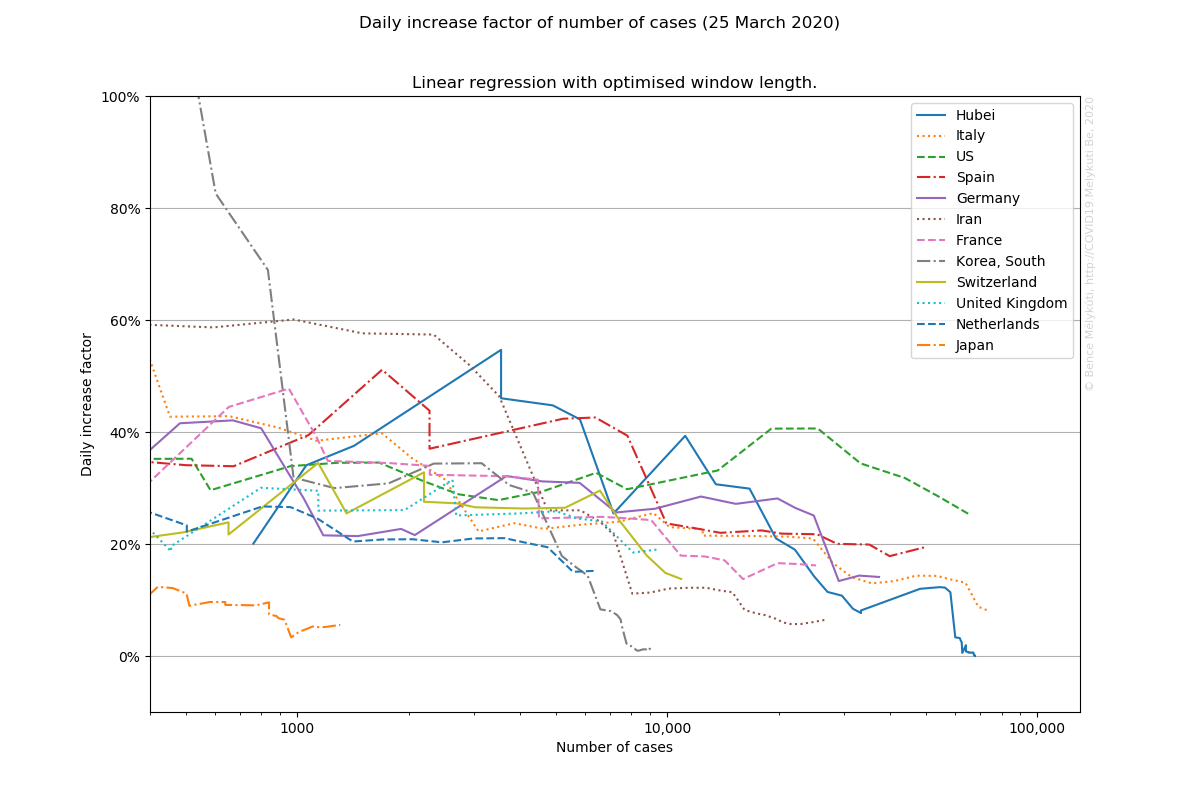 Daily increase factor of number of cases (25 March 2020)
Linear regression with optimised window length.
100%
80%
60%
40%
20%
0%
Daily increase factor
1000
10,000
100,000
Number of cases
Hubei
Italy
US
Spain
Germany
Iran
France
Korea, South
Switzerland
United Kingdom
Netherlands
Japan
© Bence Mélykúti, http://COVID19.Melykuti.Be, 2020